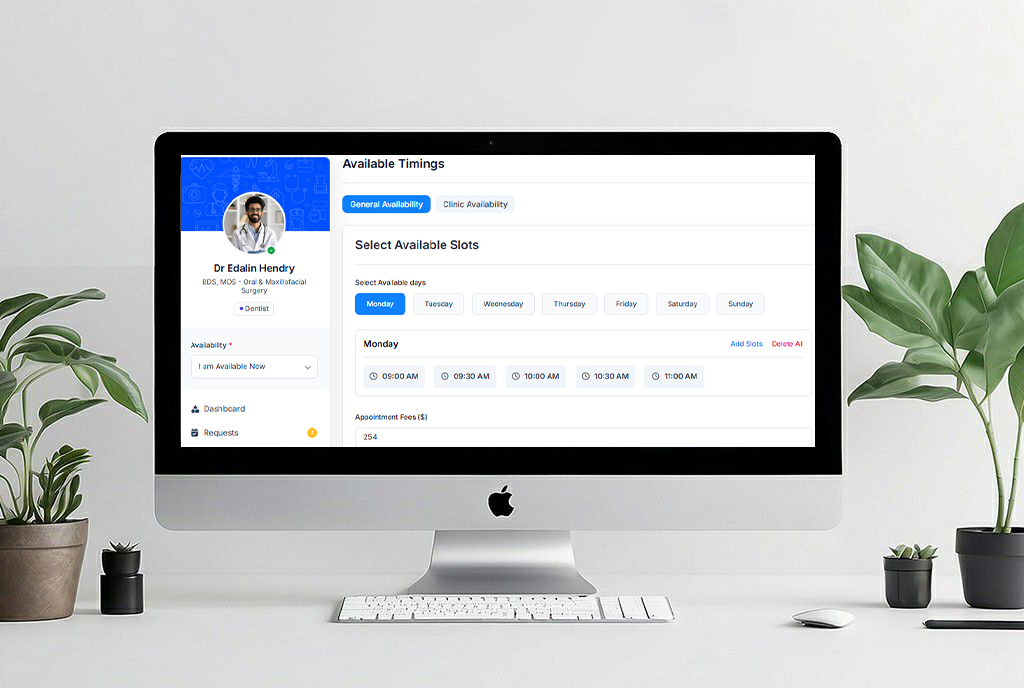 Available Timings
General Availability
Clinic Availability
Dr Edalin Hendry
BDS, MDS - Oral & Maxillofacial
Surgery
Dentist
Availability *
I am Available Now
Dashboard
Requests
Select Available Slots
Select Available days
Monday
Tuesday
Wednesday
Thursday
Friday
Saturday
Sunday
Monday
Add Slots
Delete All
09:00 AM
09:30 AM
10:00 AM
10:30 AM
11:00 AM
Appointment Fees ($)
254